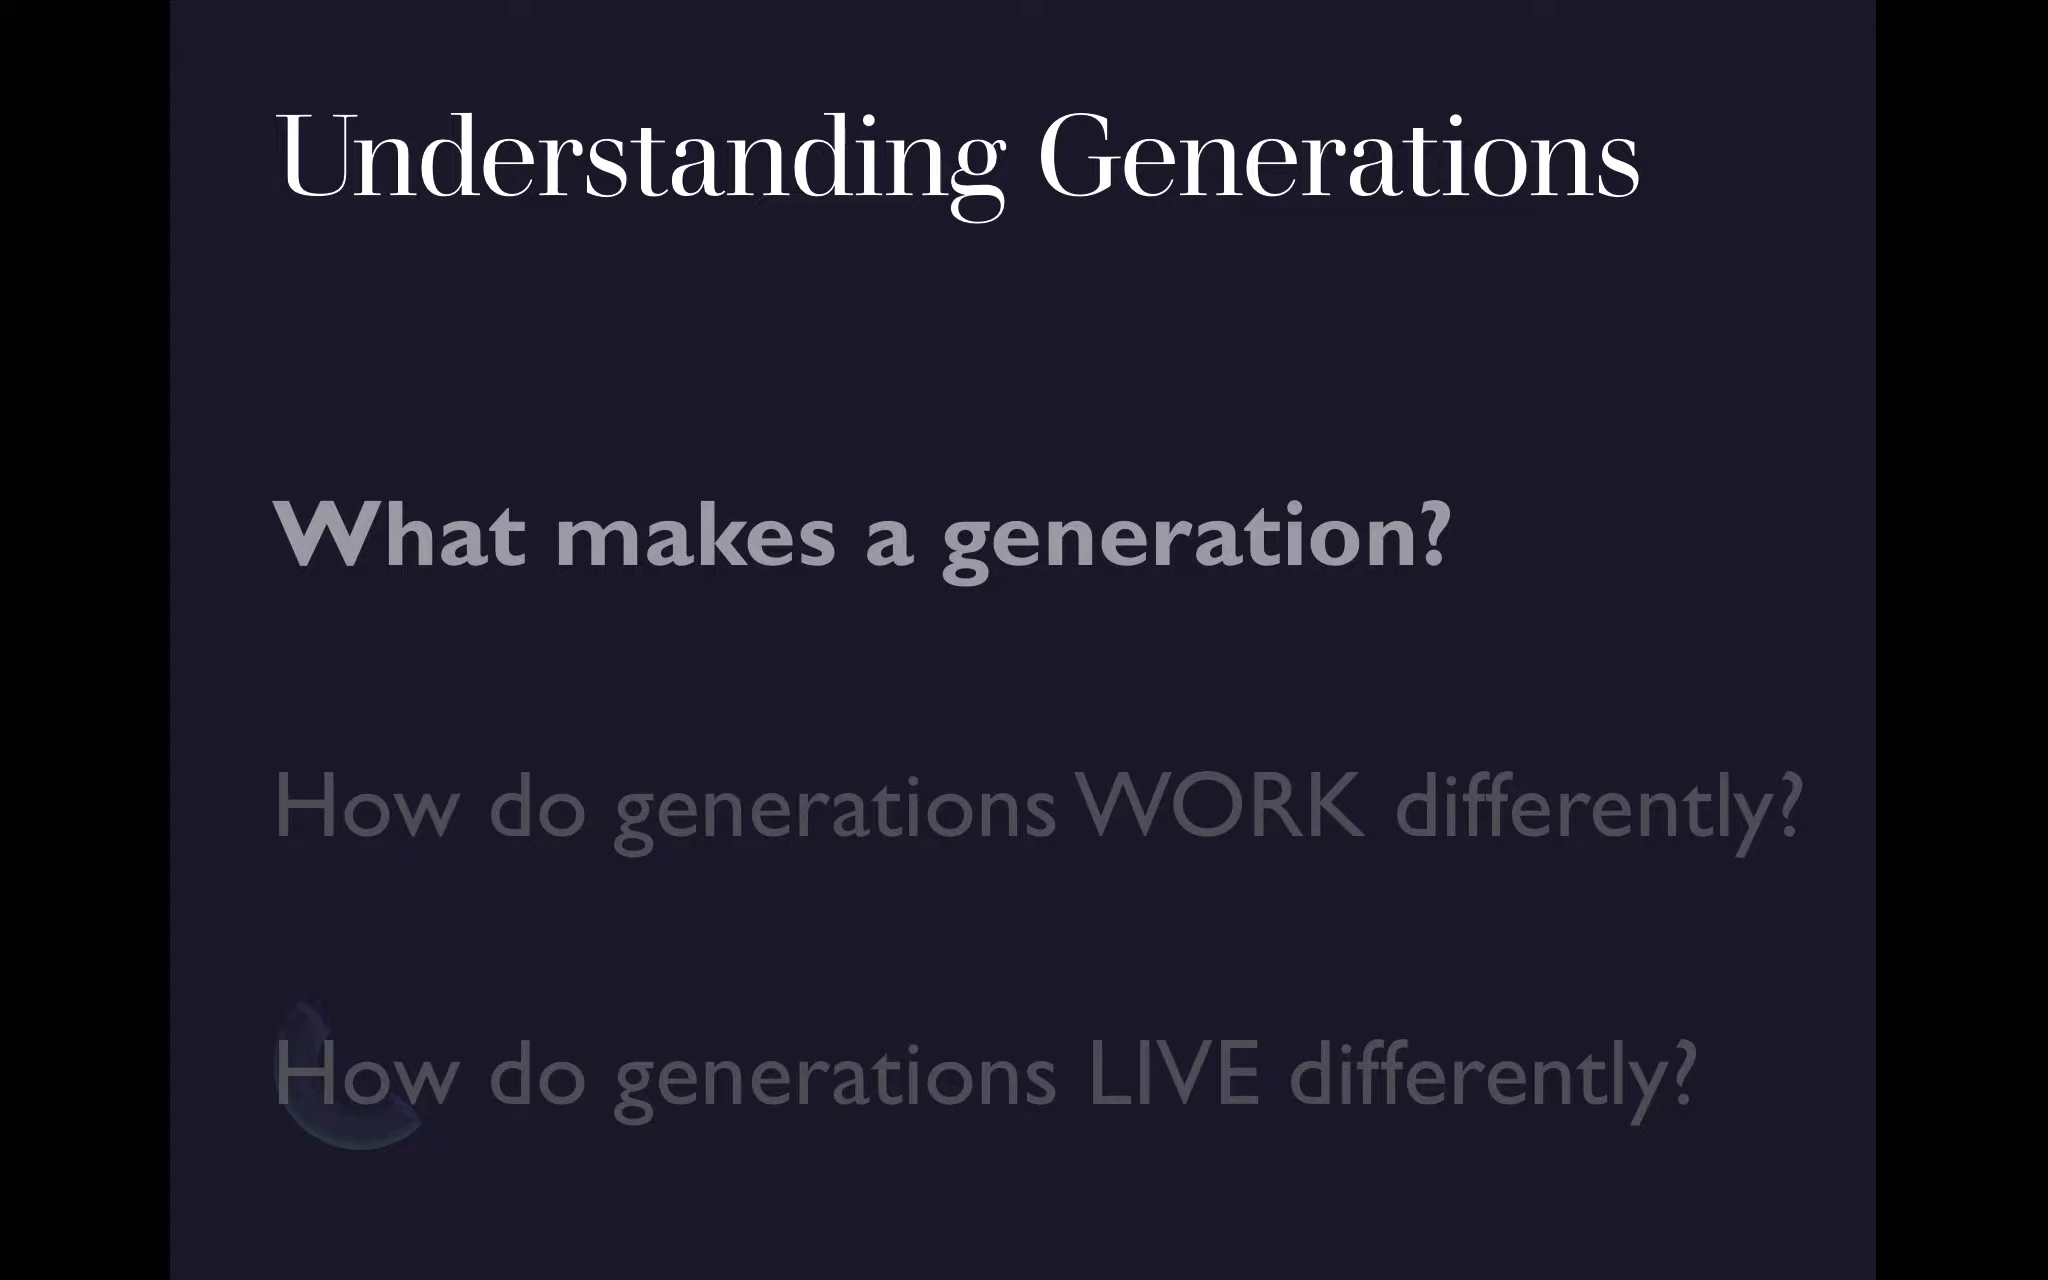 Understanding Generations
What makes a generation?
How do generations WORK differently?
How do generations LIVE differently?